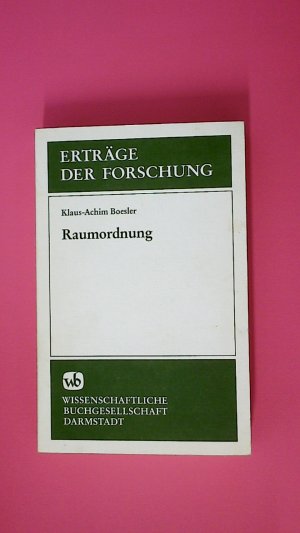 ERTRÄGE
DER FORSCHUNG
Klaus-Achim Boesler
Raumordnung
wb
WISSENSCHAFTLICHE
BUCHGESELLSCHAFT
DARMSTADT